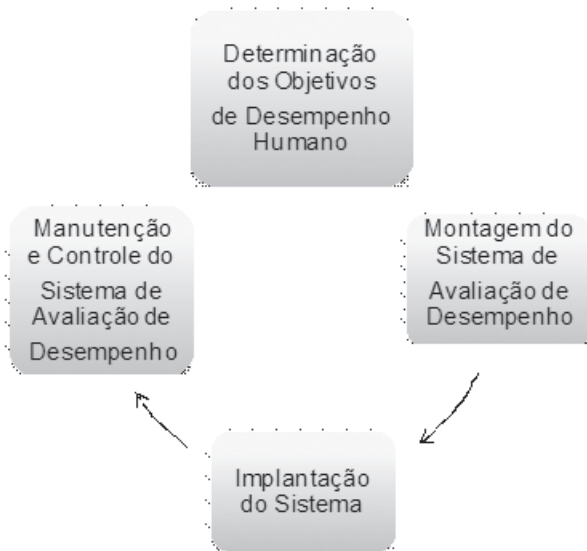 Determinação
dos Objetivos
de Desempenho
Humano
Montagem do
Sistema de
Avaliação de
Desempenho
Implantação
do Sistema
Manutenção
e Controle do
Sistema de
Avaliação de
Desempenho